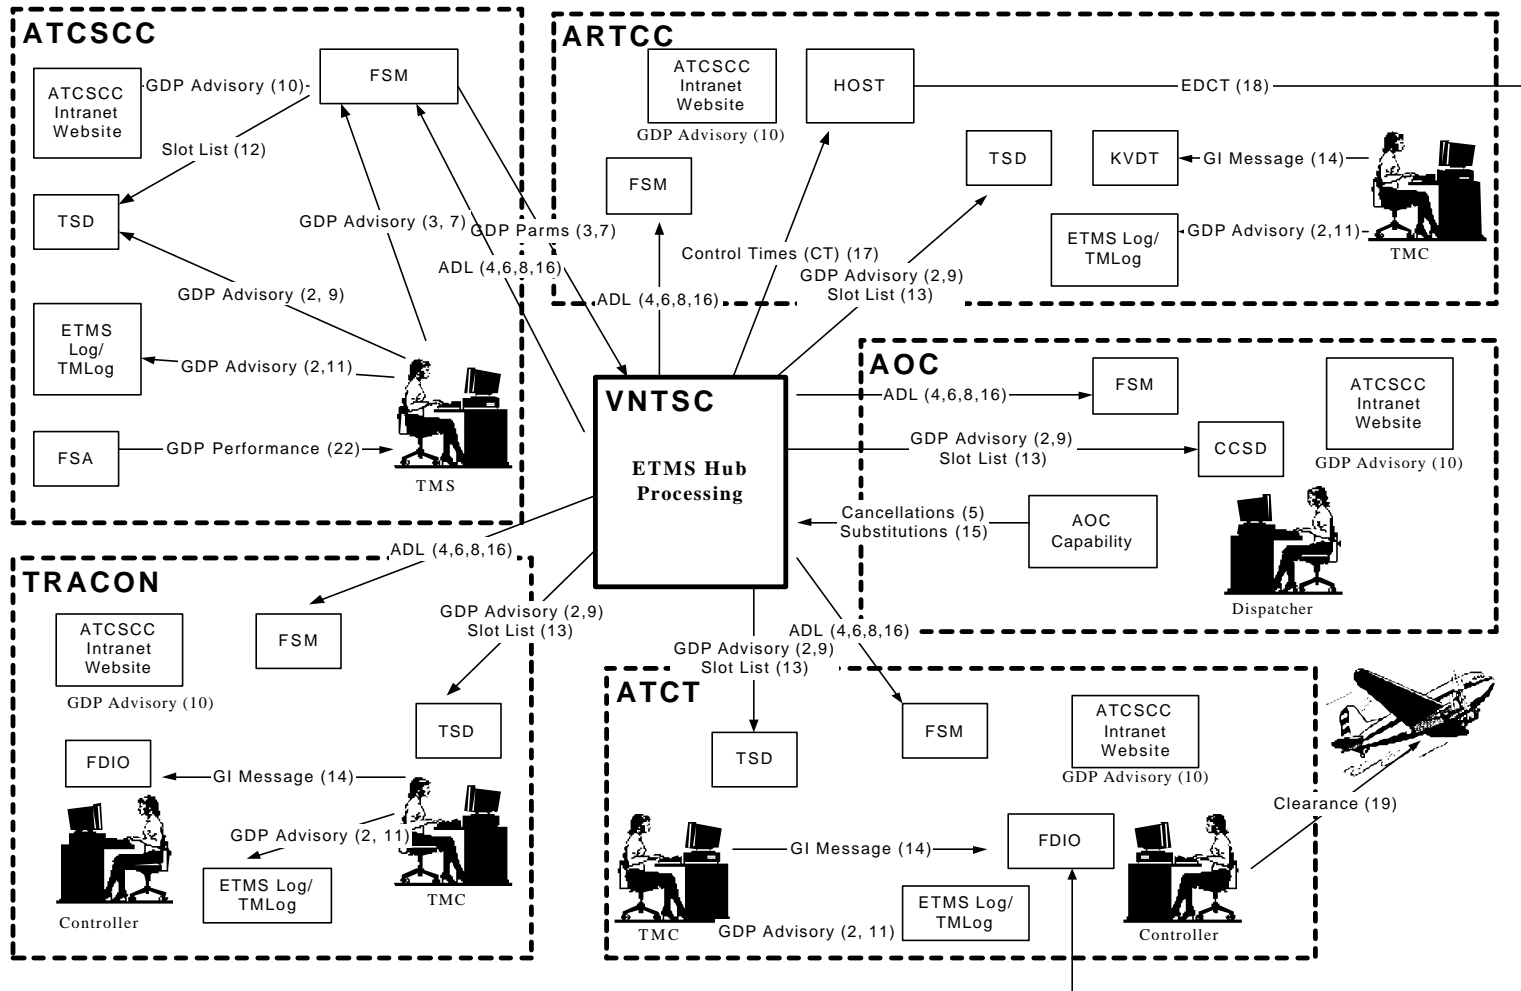 ATCSCC
ATCSCC
Intranet
Website
GDP Advisory (10)
FSM
Slot List (12)
TSD
GDP Advisory (3, 7)
GDP Parms (3,7)
ADL (4,6,8,16)
GDP Advisory (2, 9)
ETMS
Log/
TMLog
GDP Advisory (2,11)
FSA
GDP Performance (22)
TMS
ARTCC
ATCSCC
Intranet
Website
GDP Advisory (10)
HOST
EDCT (18)
FSM
TSD
KVDT
GI Message (14)
ETMS Log/
TMLog
GDP Advisory (2,11)
TMC
Control Times (CT) (17)
GDP Advisory (2,9)
Slot List (13)
ADL (4,6,8,16)
VNTSC
ETMS Hub
Processing
AOC
ADL (4,6,8,16)
FSM
ATCSCC
Intranet
Website
GDP Advisory (10)
GDP Advisory (2,9)
Slot List (13)
CCSD
Cancellations (5)
Substitutions (15)
AOC
Capability
Dispatcher
ADL (4,6,8,16)
TRACON
ATCSCC
Intranet
Website
GDP Advisory (10)
FSM
GDP Advisory (2,9)
Slot List (13)
TSD
FDIO
GI Message (14)
GDP Advisory (2, 11)
ETMS Log/
TMLog
Controller
TMC
ADL (4,6,8,16)
GDP Advisory (2,9)
Slot List (13)
ATCT
TSD
FSM
ATCSCC
Intranet
Website
GDP Advisory (10)
Clearance (19)
GI Message (14)
FDIO
ETMS Log/
TMLog
GDP Advisory (2, 11)
TMC
Controller